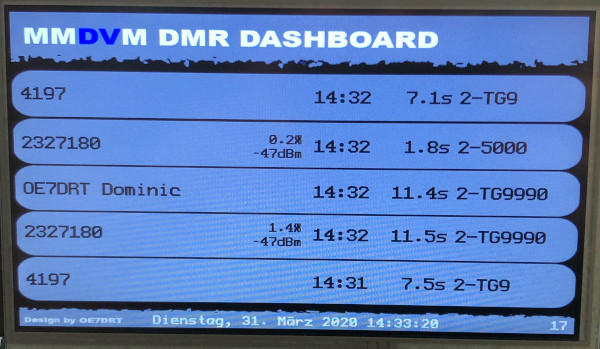 MMDVM DMR DASHBOARD
4197 14:32 7.1s 2-TG9
2327180 0.2% -47dBm 14:32 1.8s 2-5000
OE7DRT Dominic 14:32 11.4s 2-TG9990
2327180 1.4% -47dBm 14:32 11.5s 2-TG9990
4197 14:31 7.5s 2-TG9
Design by OE7DRT Dienstag, 31. März 2020 14:33:20 17